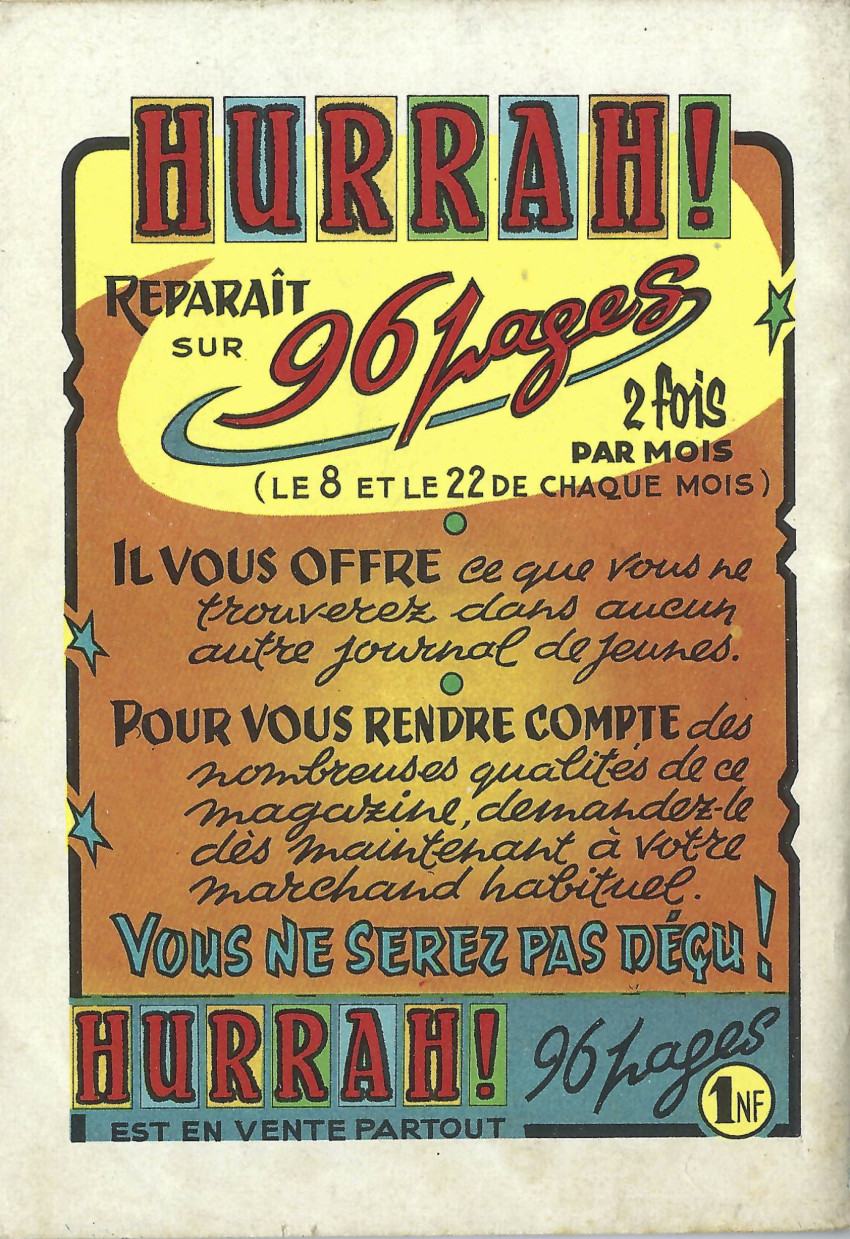 HURRAH!
REPARAÎT
SUR 96 pages
2 fois
PAR MOIS
(LE 8 ET LE 22 DE CHAQUE MOIS)
IL VOUS OFFRE ce que vous ne
trouverez dans aucun
autre journal de jeunes.
POUR VOUS RENDRE COMPTE des
nombreuses qualités de ce
magazine, demandez-le
dès maintenant à votre
marchand habituel.
VOUS NE SEREZ PAS DÉÇU!
HURRAH! 96 pages
1 NF
EST EN VENTE PARTOUT